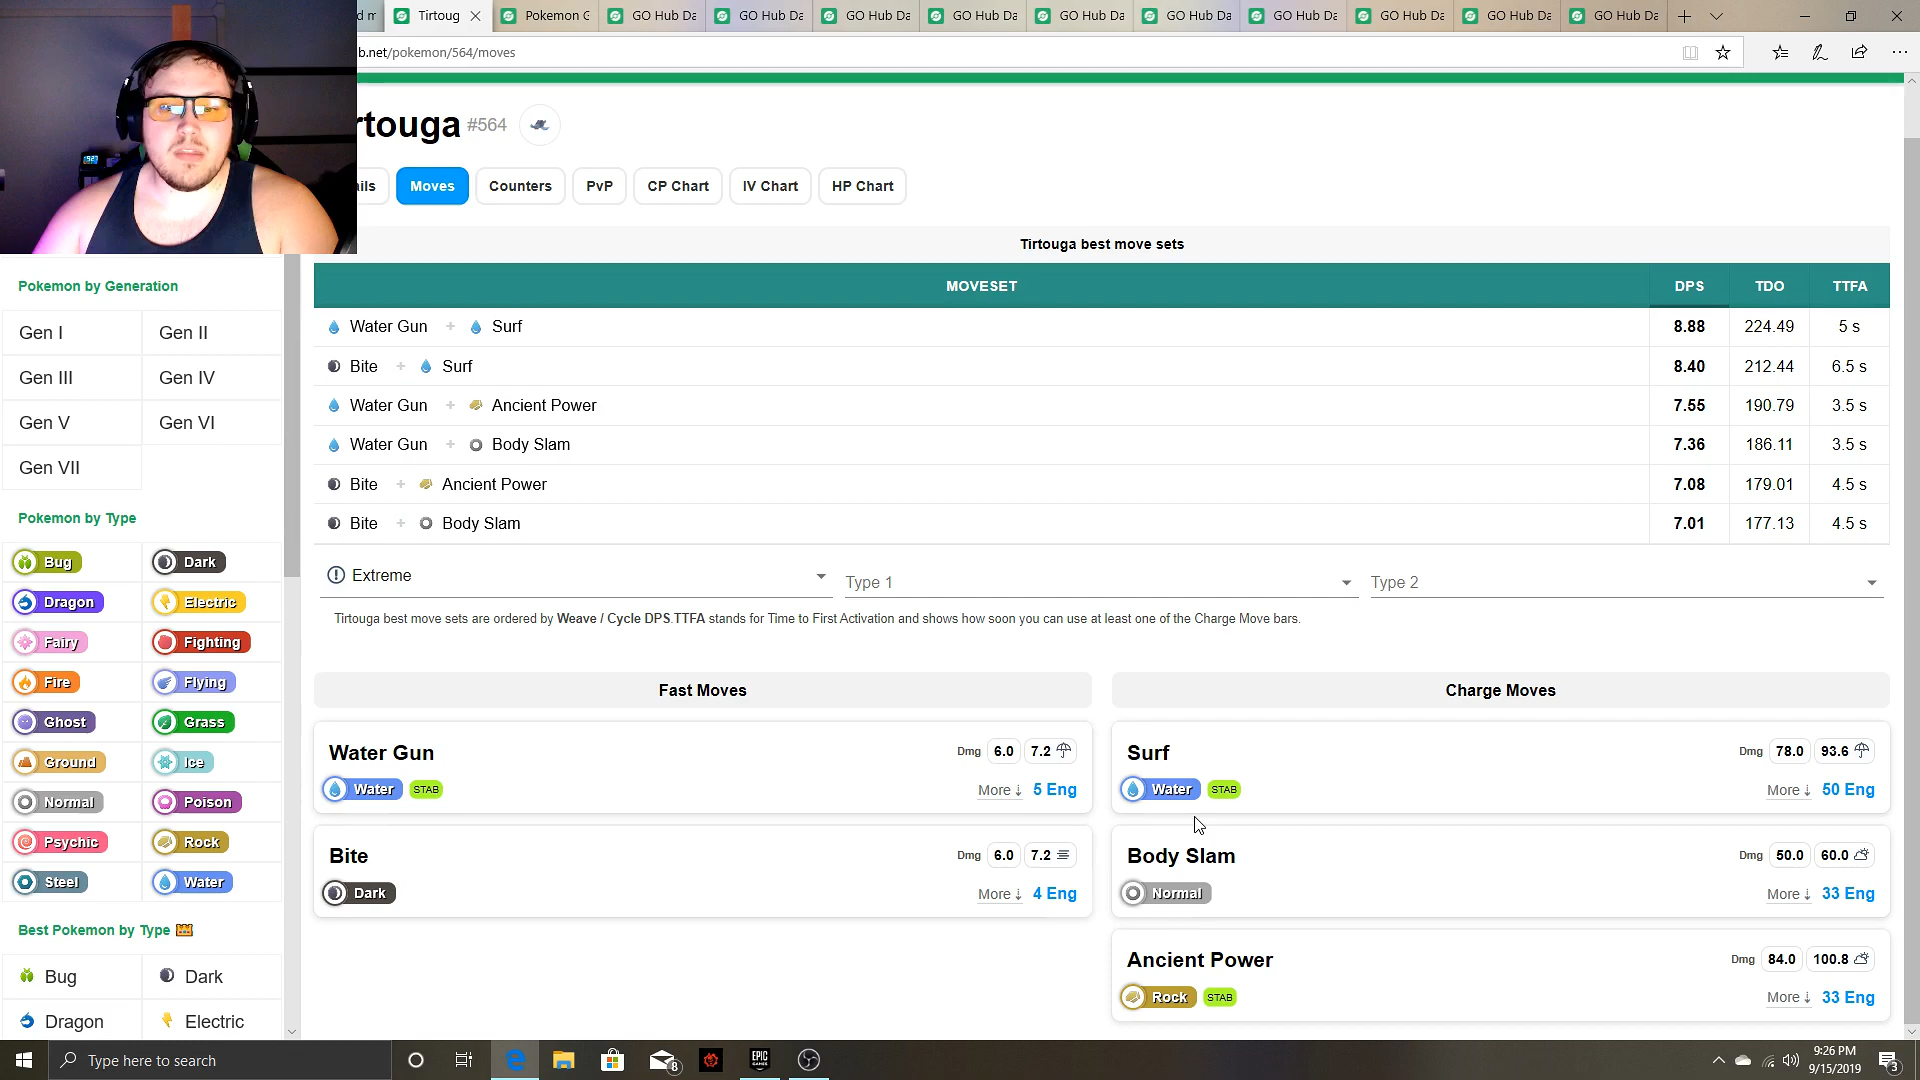 d m
Tirtoug
Pokemon G
GO Hub Da
GO Hub Da
GO Hub Da
GO Hub Da
GO Hub Da
GO Hub Da
GO Hub Da
GO Hub Da
GO Hub Da
GO Hub Da
b.net/pokemon/564/moves
rtouga #564
ils
Moves
Counters
PvP
CP Chart
IV Chart
HP Chart
Tirtouga best move sets
MOVESET DPS TDO TTFA
Water Gun + Surf 8.88 224.49 5 s
Bite + Surf 8.40 212.44 6.5 s
Water Gun + Ancient Power 7.55 190.79 3.5 s
Water Gun + Body Slam 7.36 186.11 3.5 s
Bite + Ancient Power 7.08 179.01 4.5 s
Bite + Body Slam 7.01 177.13 4.5 s
Extreme
Type 1
Type 2
Tirtouga best move sets are ordered by Weave / Cycle DPS.TTFA stands for Time to First Activation and shows how soon you can use at least one of the Charge Move bars.
Fast Moves
Water Gun Dmg 6.0 7.2
Water STAB More ↓ 5 Eng
Bite Dmg 6.0 7.2
Dark More ↓ 4 Eng
Charge Moves
Surf Dmg 78.0 93.6
Water STAB More ↓ 50 Eng
Body Slam Dmg 50.0 60.0
Normal More ↓ 33 Eng
Ancient Power Dmg 84.0 100.8
Rock STAB More ↓ 33 Eng
Pokemon by Generation
Gen I Gen II
Gen III Gen IV
Gen V Gen VI
Gen VII
Pokemon by Type
Bug Dark
Dragon Electric
Fairy Fighting
Fire Flying
Ghost Grass
Ground Ice
Normal Poison
Psychic Rock
Steel Water
Best Pokemon by Type
Bug Dark
Dragon Electric
Type here to search
8
EPIC
GAMES
9:26 PM
9/15/2019
3